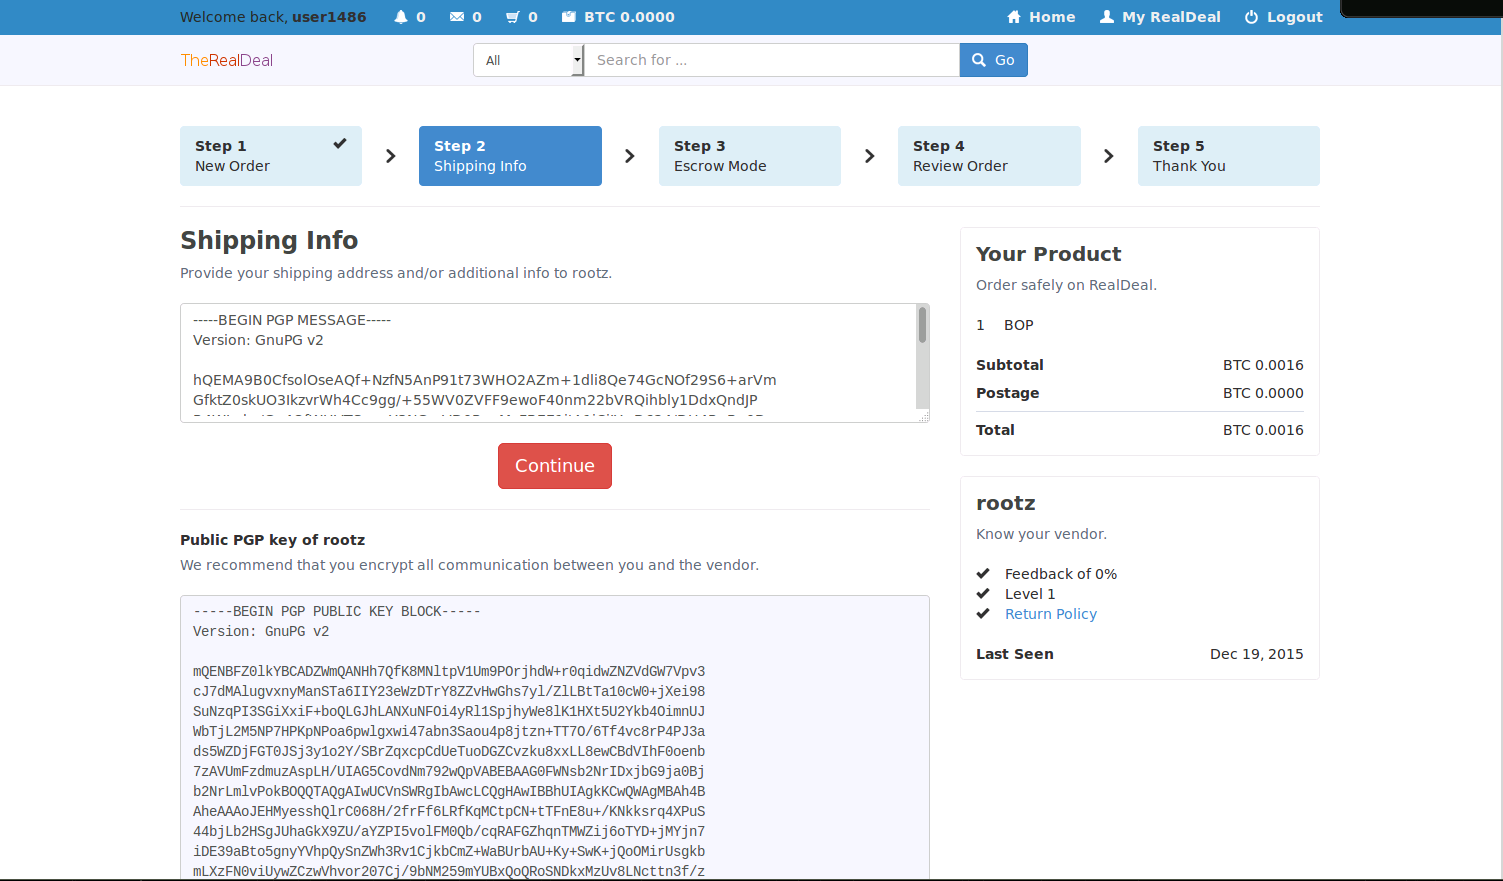 Welcome back, user1486 0 0 0 BTC 0.0000 Home My RealDeal Logout
TheRealDeal All Search for ... Go
Step 1
New Order
Step 2
Shipping Info
Step 3
Escrow Mode
Step 4
Review Order
Step 5
Thank You
Shipping Info
Provide your shipping address and/or additional info to rootz.
-----BEGIN PGP MESSAGE-----
Version: GnuPG v2
hQEMA9B0CfsolOseAQf+NzfN5AnP91t73WHO2AZm+1dli8Qe74GcNOf29S6+arVm
GfktZ0skUO3IkzvrWh4Cc9gg/+55WV0ZVFF9ewoF40nm22bVRQihbly1DdxQndJP
Continue
Public PGP key of rootz
We recommend that you encrypt all communication between you and the vendor.
-----BEGIN PGP PUBLIC KEY BLOCK-----
Version: GnuPG v2
mQENBFZ0lkYBCADZWmQANHh7QfK8MNltpV1Um9POrjhdW+r0qidwZNZVdGW7Vpv3
cJ7dMAlugvxnyManSTa6IIY23eWzDTrY8ZZvHwGhs7yl/ZlLBtTa10cW0+jXei98
SuNzqPI3SGiXxiF+boQLGJhLANXuNFOi4yRl1SpjhyWe8lK1HXt5U2Ykb4OimnUJ
WbTjL2M5NP7HPKpNPoa6pwlgxwi47abn3Saou4p8jtzn+TT7O/6Tf4vc8rP4PJ3a
ds5WZDjFGT0JSj3y1o2Y/SBrZqxcpCdUeTuoDGZCvzku8xxLL8ewCBdVIhF0oenb
7zAVUmFzdmuzAspLH/UIAG5CovdNm792wQpVABEBAAG0FWNsb2NrIDxjbG9ja0Bj
b2NrLmlvPokBOQQTAQgAIwUCVnSWRgIbAwcLCQgHAwIBBhUIAgkKCwQWAgMBAh4B
AheAAAoJEHMyesshQlrC068H/2frFf6LRfKqMCtpCN+tTFnE8u+/KNkksrq4XPuS
44bjLb2HSgJUhaGkX9ZU/aYZPI5volFM0Qb/cqRAFGZhqnTMWZij6oTYD+jMYjn7
iDE39aBto5gnyYVhpQySnZWh3Rv1CjkbCmZ+WaBUrbAU+Ky+SwK+jQoOMirUsgkb
mLXzFN0viUywZCzwVhvor207Cj/9bNM259mYUBxQoQRoSNDkxMzUv8LNcttn3f/z
Your Product
Order safely on RealDeal.
1 BOP
Subtotal BTC 0.0016
Postage BTC 0.0000
Total BTC 0.0016
rootz
Know your vendor.
Feedback of 0%
Level 1
Return Policy
Last Seen Dec 19, 2015